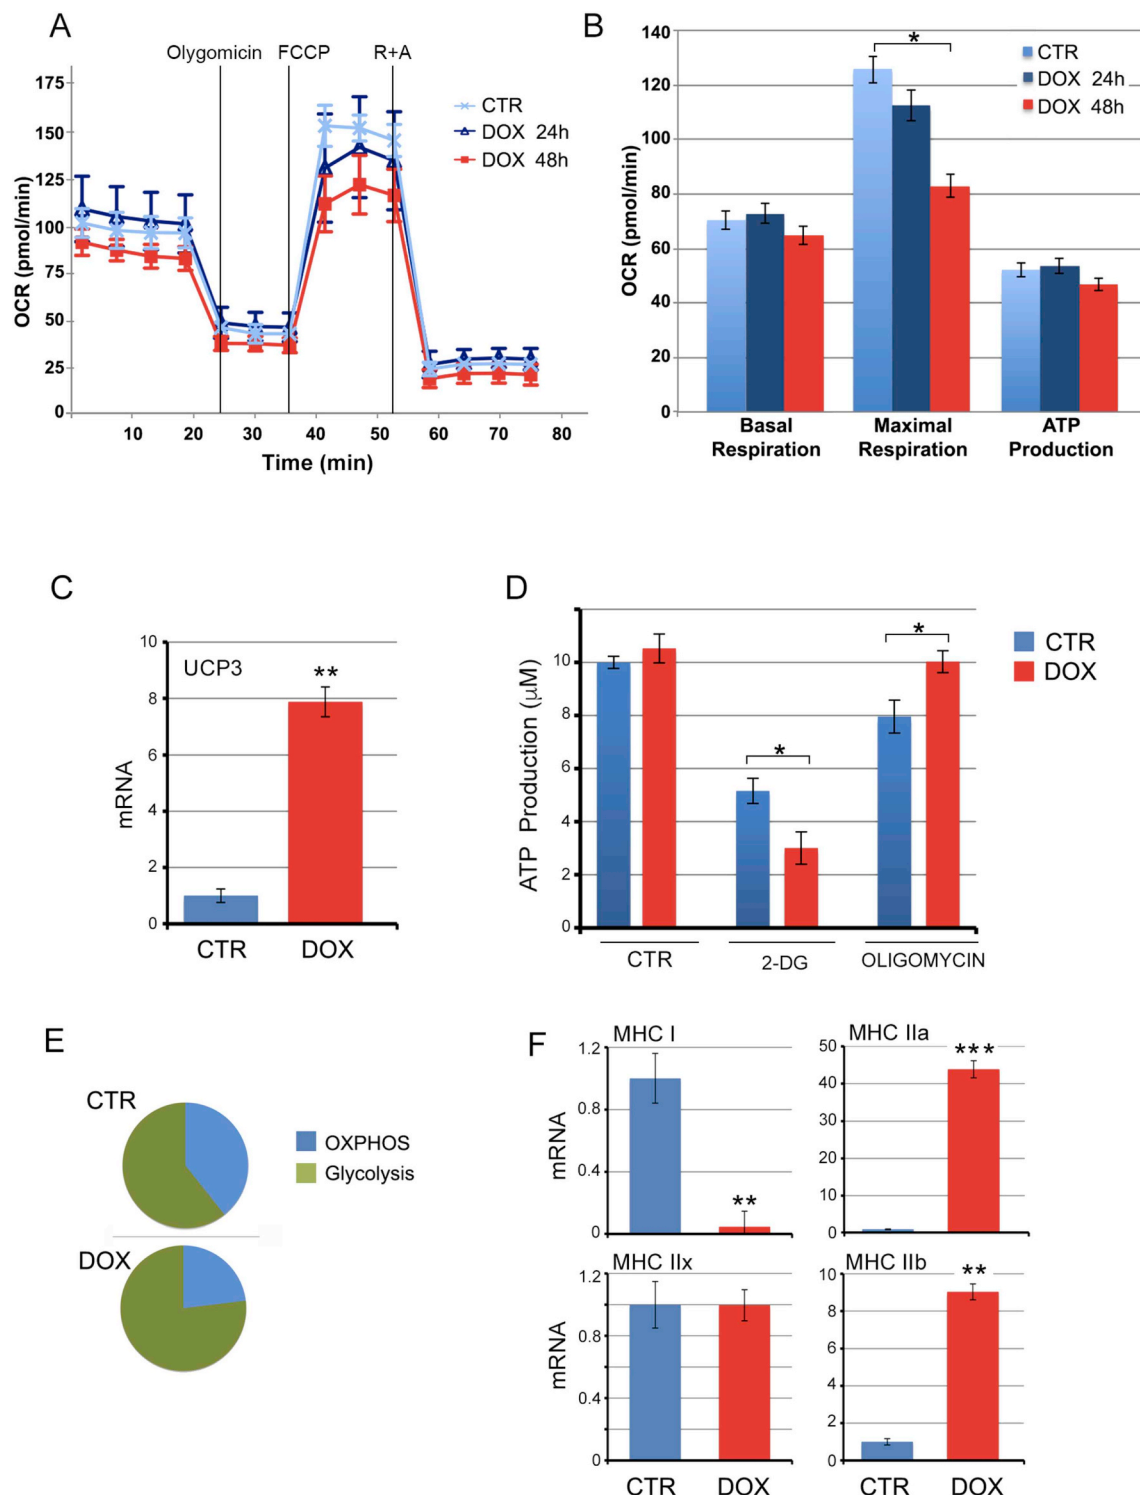 A
Olygomicin FCCP R+A
175
150
125
100
75
50
25
0
OCR (pmol/min)
CTR
DOX 24h
DOX 48h
10 20 30 40 50 60 70 80
Time (min)
B
140
120
100
80
60
40
20
0
OCR (pmol/min)
*
CTR
DOX 24h
DOX 48h
Basal Respiration
Maximal Respiration
ATP Production
C
UCP3
10
8
6
4
2
0
mRNA
**
CTR DOX
D
10
8
6
4
2
0
ATP Production (μM)
*
*
CTR
DOX
CTR 2-DG OLIGOMYCIN
E
CTR
DOX
OXPHOS
Glycolysis
F
MHC I
1.2
0.8
0.4
0
mRNA
**
MHC IIa
50
40
30
20
10
0
***
MHC IIx
1.2
0.8
0.4
0
mRNA
CTR DOX
MHC IIb
10
8
6
4
2
0
**
CTR DOX